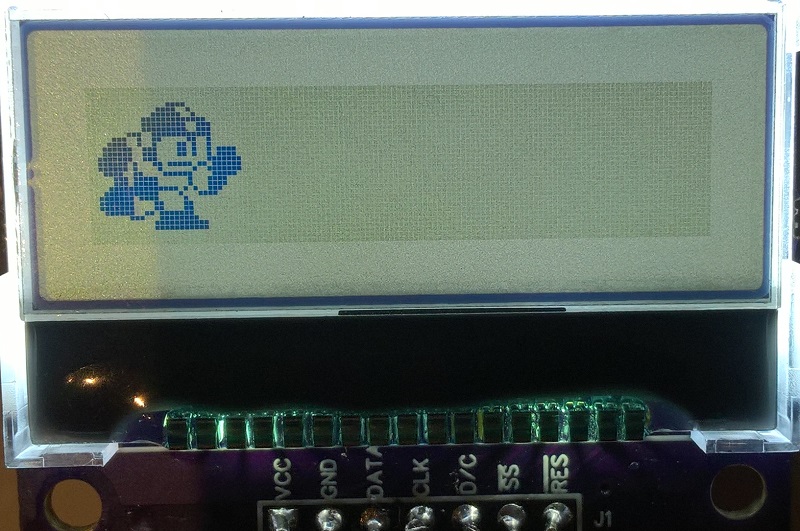 VCC GND DATA CLK D/C SS RES
J1